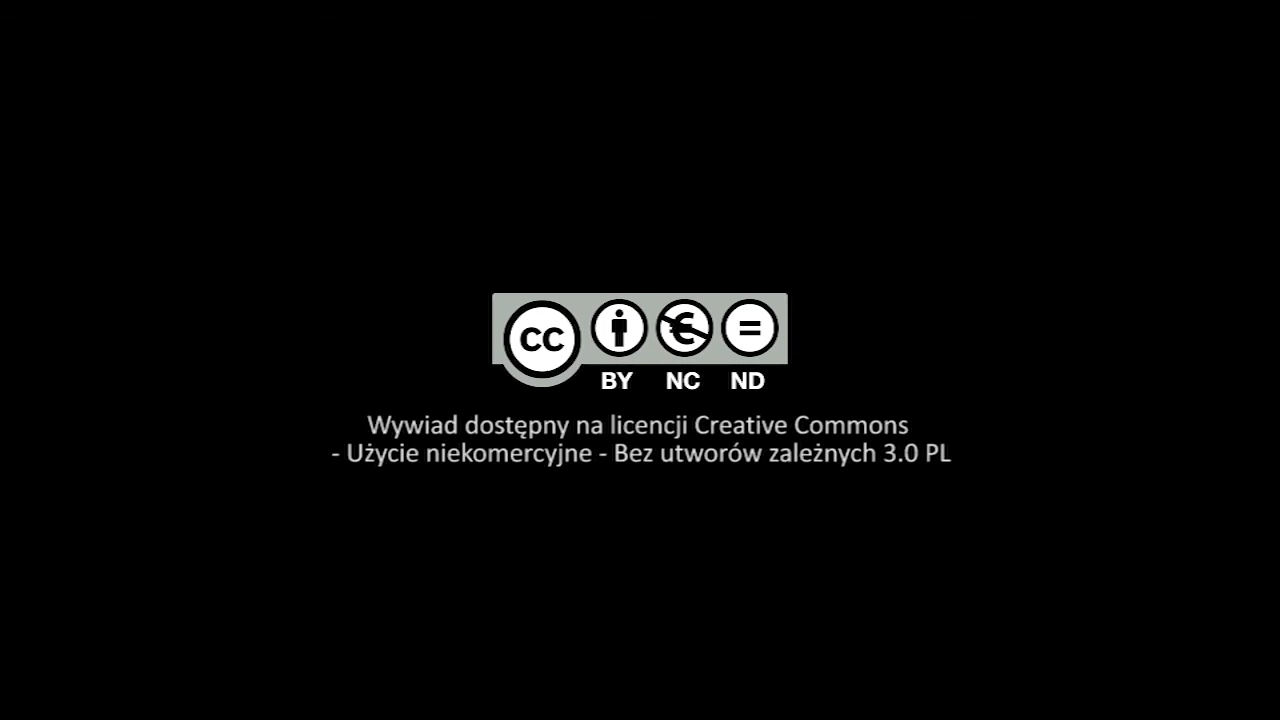 CC
BY NC ND
Wywiad dostępny na licencji Creative Commons
- Użycie niekomercyjne - Bez utworów zależnych 3.0 PL